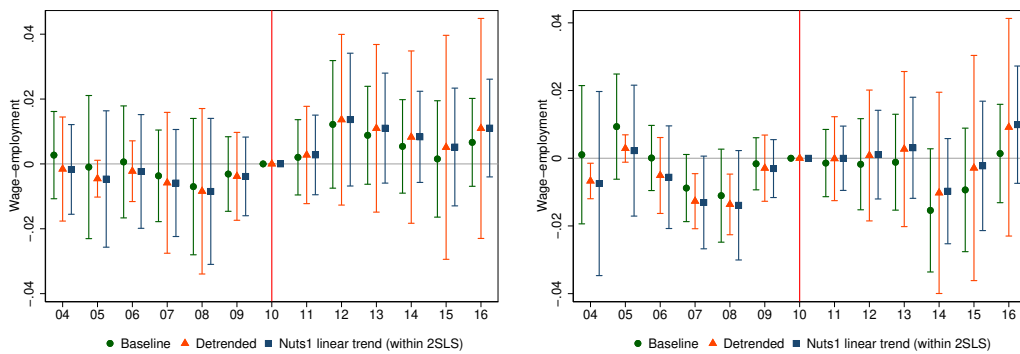 Wage-employment
.04
.02
0
-.02
-.04
04 05 06 07 08 09 10 11 12 13 14 15 16
Baseline Detrended Nuts1 linear trend (within 2SLS)
Wage-employment
.04
.02
0
-.02
-.04
04 05 06 07 08 09 10 11 12 13 14 15 16
Baseline Detrended Nuts1 linear trend (within 2SLS)